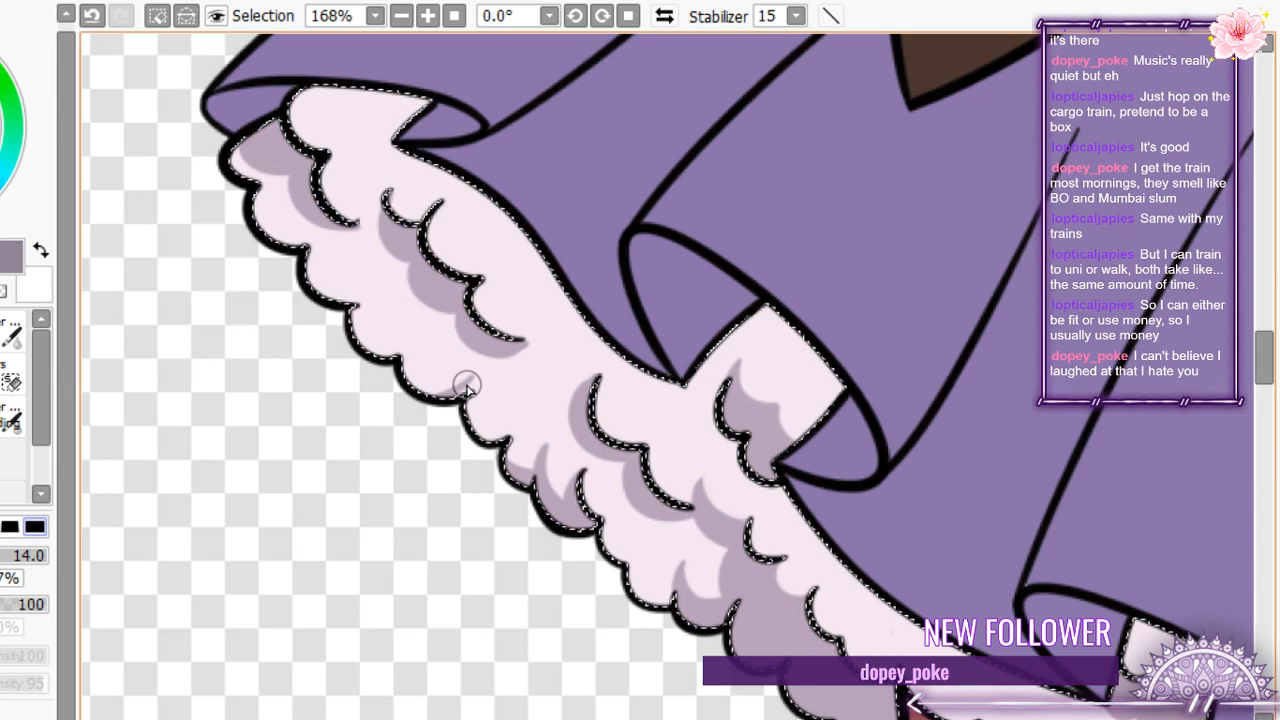 Selection 168% 0.0° Stabilizer 15
it's there
dopey_poke Music's really
quiet but eh
lopticaljapies Just hop on the
cargo train, pretend to be a
box
lopticaljapies It's good
dopey_poke I get the train
most mornings, they smell like
BO and Mumbai slum
lopticaljapies Same with my
trains
lopticaljapies But I can train
to uni or walk, both take like...
the same amount of time.
lopticaljapies So I can either
be fit or use money, so I
usually use money
dopey_poke I can't believe I
laughed at that I hate you
14.0
7%
100
100
95
NEW FOLLOWER
dopey_poke